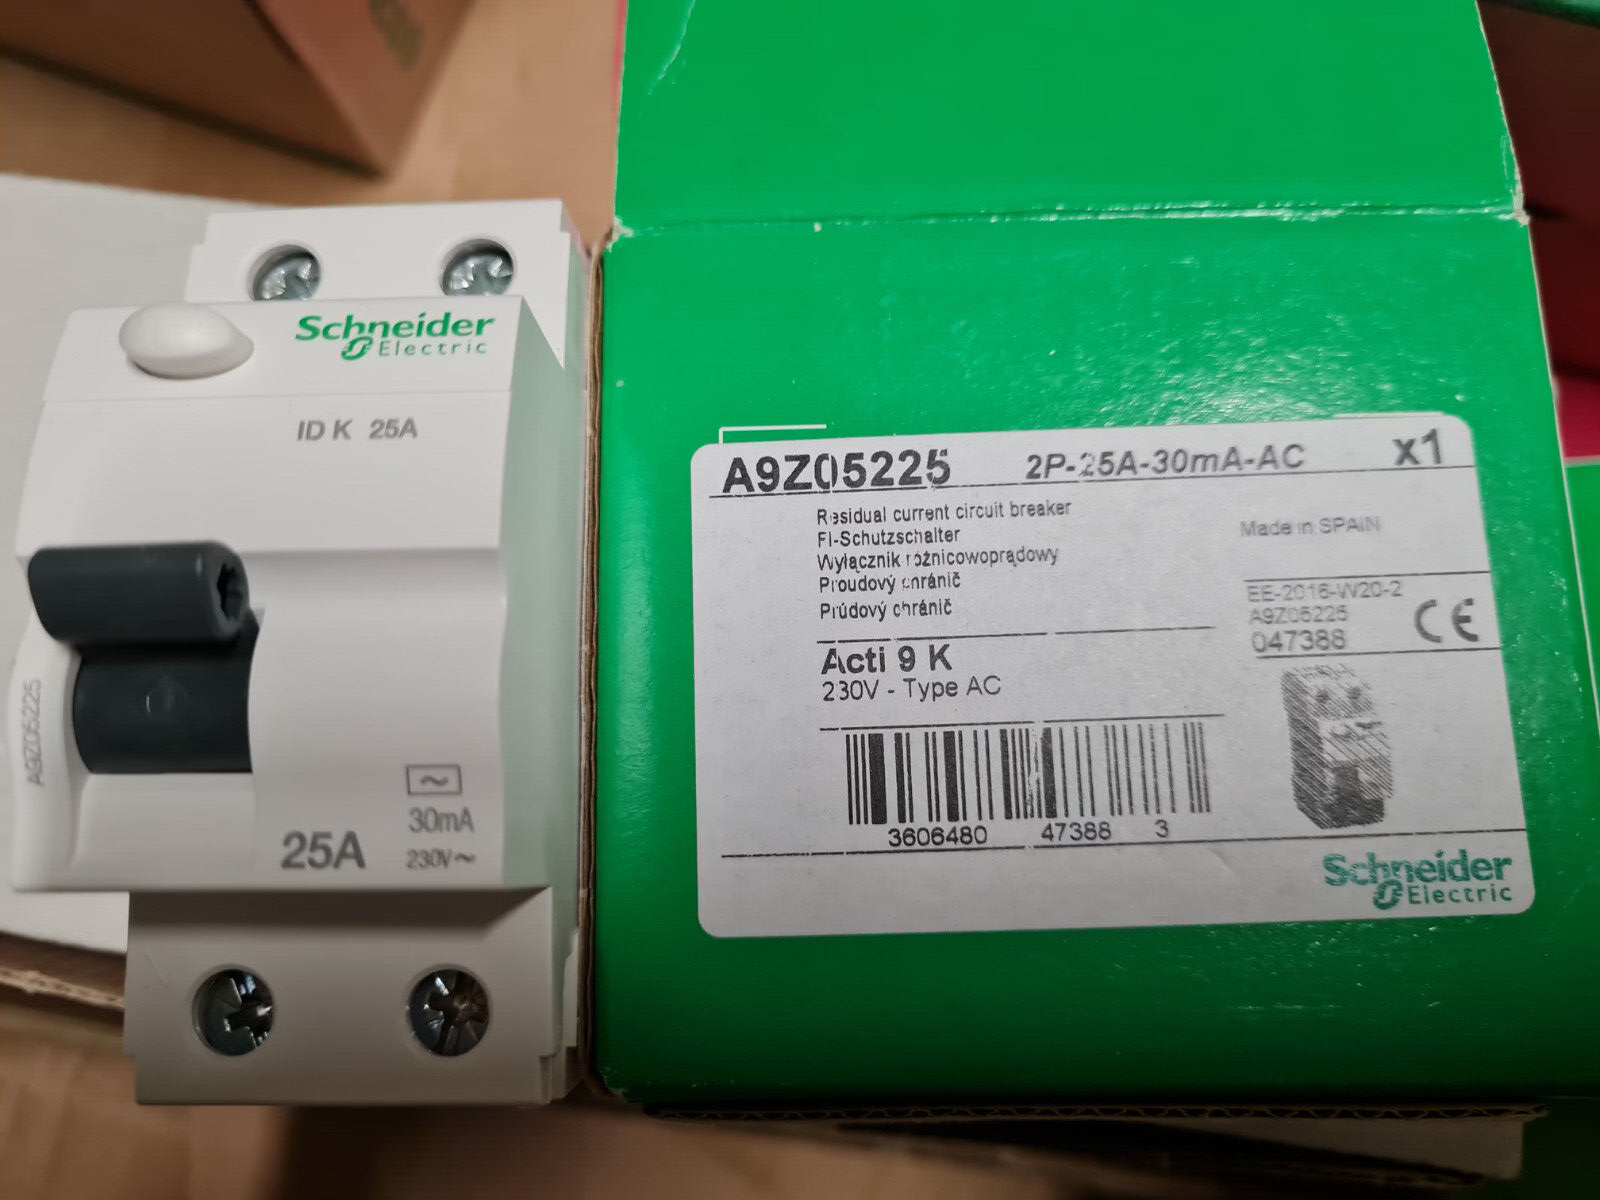 Schneider
Electric
ID K 25A
A9Z05225
~
30mA
25A
230V~
A9Z05225 2P-25A-30mA-AC x1
Residual current circuit breaker
FI-Schutzschalter
Wyłącznik różnicowoprądowy
Proudový chránič
Prúdový chránič
Made in SPAIN
EE-2016-W20-2
A9Z05225
047388
CE
Acti 9 K
230V - Type AC
3606480 47388 3
Schneider
Electric